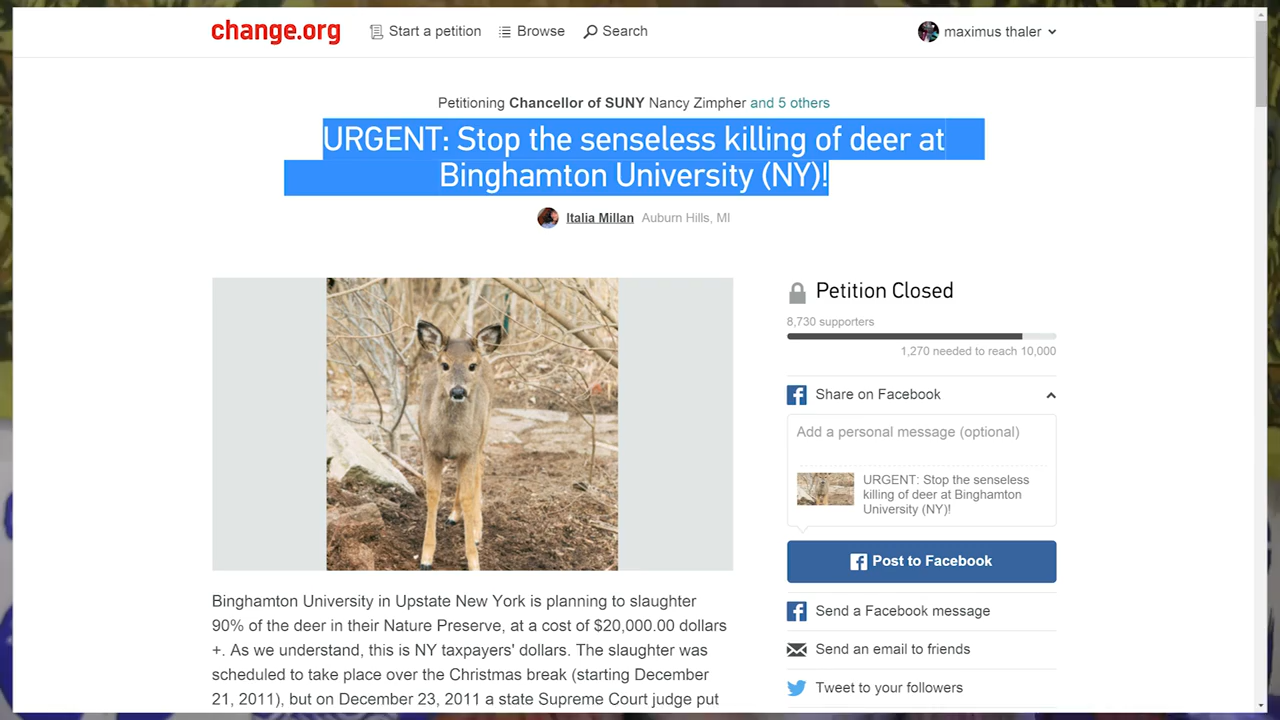 change.org
Start a petition
Browse
Search
maximus thaler
Petitioning Chancellor of SUNY Nancy Zimpher and 5 others
URGENT: Stop the senseless killing of deer at
Binghamton University (NY)!
Italia Millan Auburn Hills, MI
Petition Closed
8,730 supporters
1,270 needed to reach 10,000
Share on Facebook
Add a personal message (optional)
URGENT: Stop the senseless
killing of deer at Binghamton
University (NY)!
Post to Facebook
Send a Facebook message
Send an email to friends
Tweet to your followers
Binghamton University in Upstate New York is planning to slaughter
90% of the deer in their Nature Preserve, at a cost of $20,000.00 dollars
+. As we understand, this is NY taxpayers' dollars. The slaughter was
scheduled to take place over the Christmas break (starting December
21, 2011), but on December 23, 2011 a state Supreme Court judge put